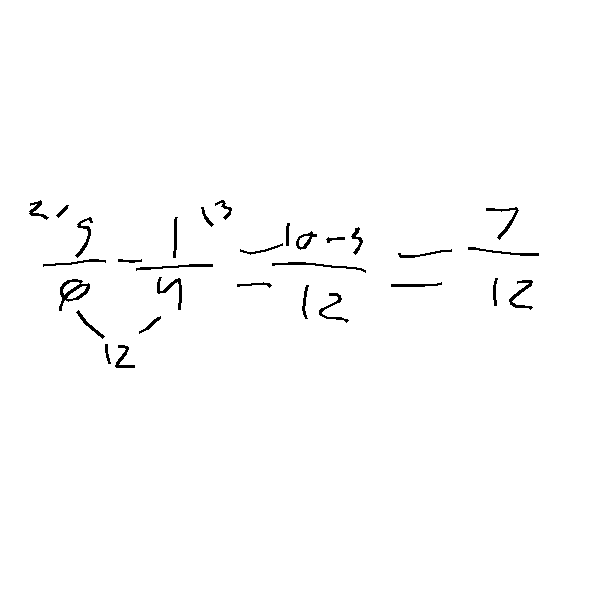 2/ 5/6 - 1/4 \3 = 10-3/12 = 7/12
12